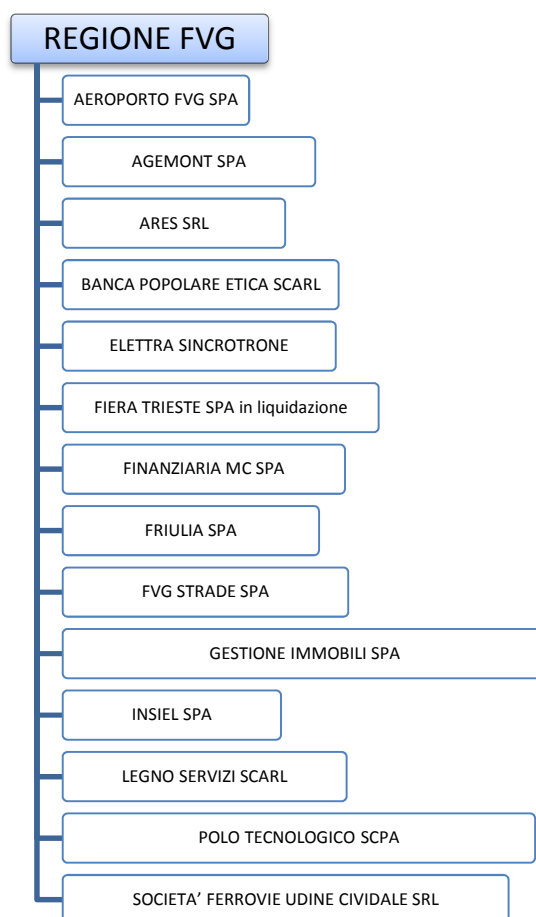 REGIONE FVG
AEROPORTO FVG SPA
AGEMONT SPA
ARES SRL
BANCA POPOLARE ETICA SCARL
ELETTRA SINCROTRONE
FIERA TRIESTE SPA in liquidazione
FINANZIARIA MC SPA
FRIULIA SPA
FVG STRADE SPA
GESTIONE IMMOBILI SPA
INSIEL SPA
LEGNO SERVIZI SCARL
POLO TECNOLOGICO SCPA
SOCIETA’ FERROVIE UDINE CIVIDALE SRL